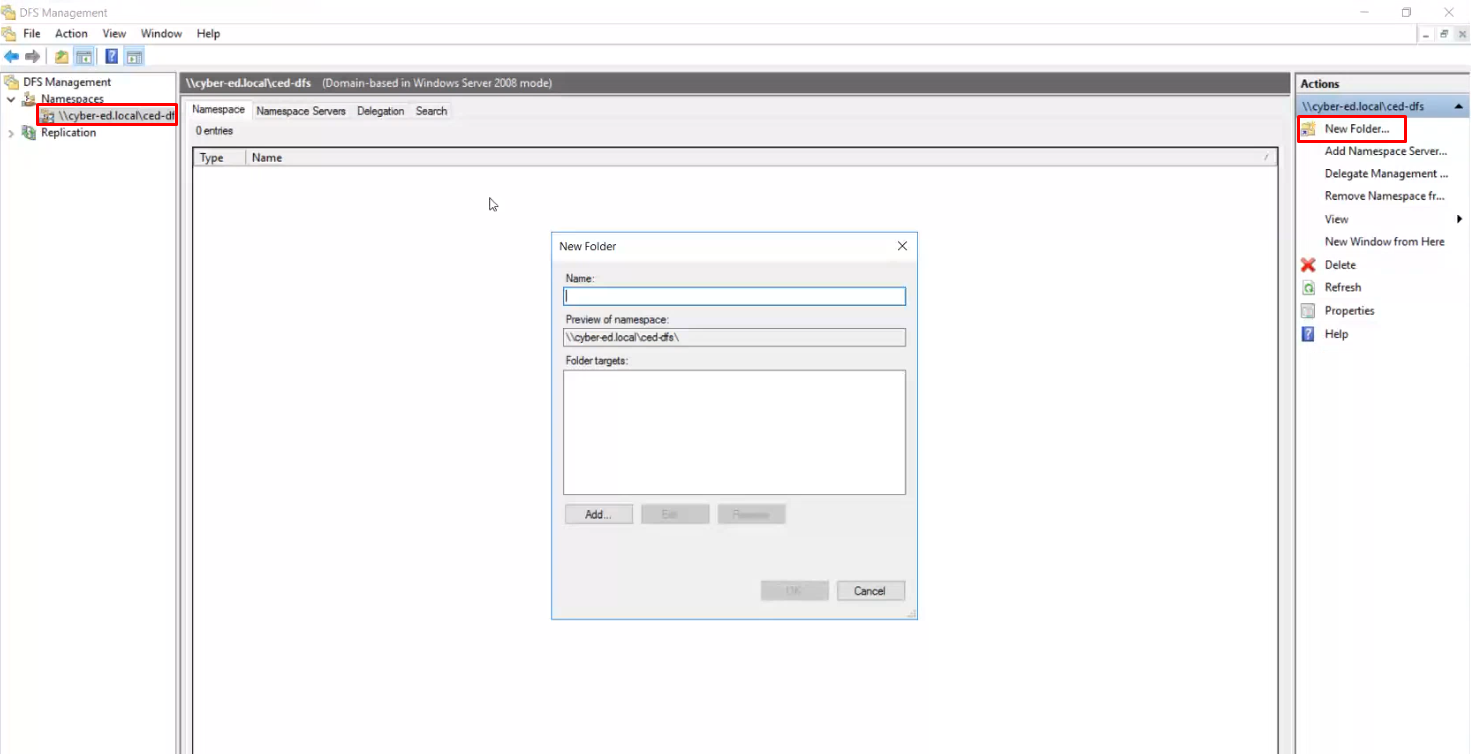 DFS Management
File Action View Window Help
DFS Management
Namespaces
\\cyber-ed.local\ced-df
Replication
\\cyber-ed.local\ced-dfs (Domain-based in Windows Server 2008 mode)
Namespace Namespace Servers Delegation Search
0 entries
Type Name
New Folder
Name:
Preview of namespace:
\\cyber-ed.local\ced-dfs\
Folder targets:
Add...
OK Cancel
Actions
\\cyber-ed.local\ced-dfs
New Folder...
Add Namespace Server...
Delegate Management ...
Remove Namespace fr...
View
New Window from Here
Delete
Refresh
Properties
Help